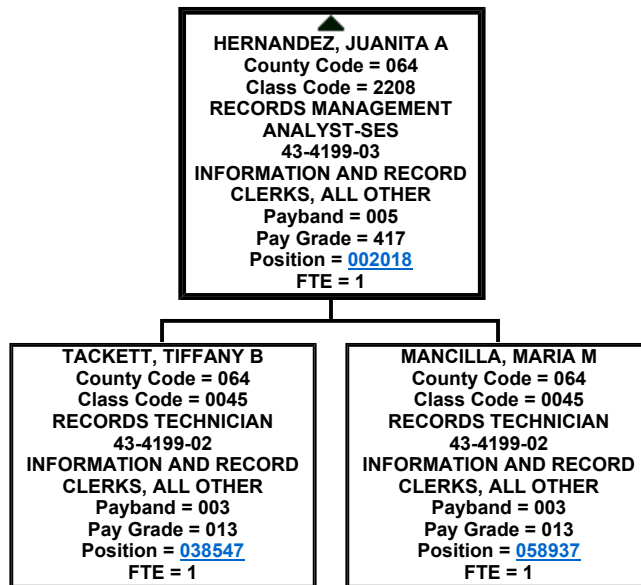 HERNANDEZ, JUANITA A
County Code = 064
Class Code = 2208
RECORDS MANAGEMENT
ANALYST-SES
43-4199-03
INFORMATION AND RECORD
CLERKS, ALL OTHER
Payband = 005
Pay Grade = 417
Position = 002018
FTE = 1
TACKETT, TIFFANY B
County Code = 064
Class Code = 0045
RECORDS TECHNICIAN
43-4199-02
INFORMATION AND RECORD
CLERKS, ALL OTHER
Payband = 003
Pay Grade = 013
Position = 038547
FTE = 1
MANCILLA, MARIA M
County Code = 064
Class Code = 0045
RECORDS TECHNICIAN
43-4199-02
INFORMATION AND RECORD
CLERKS, ALL OTHER
Payband = 003
Pay Grade = 013
Position = 058937
FTE = 1